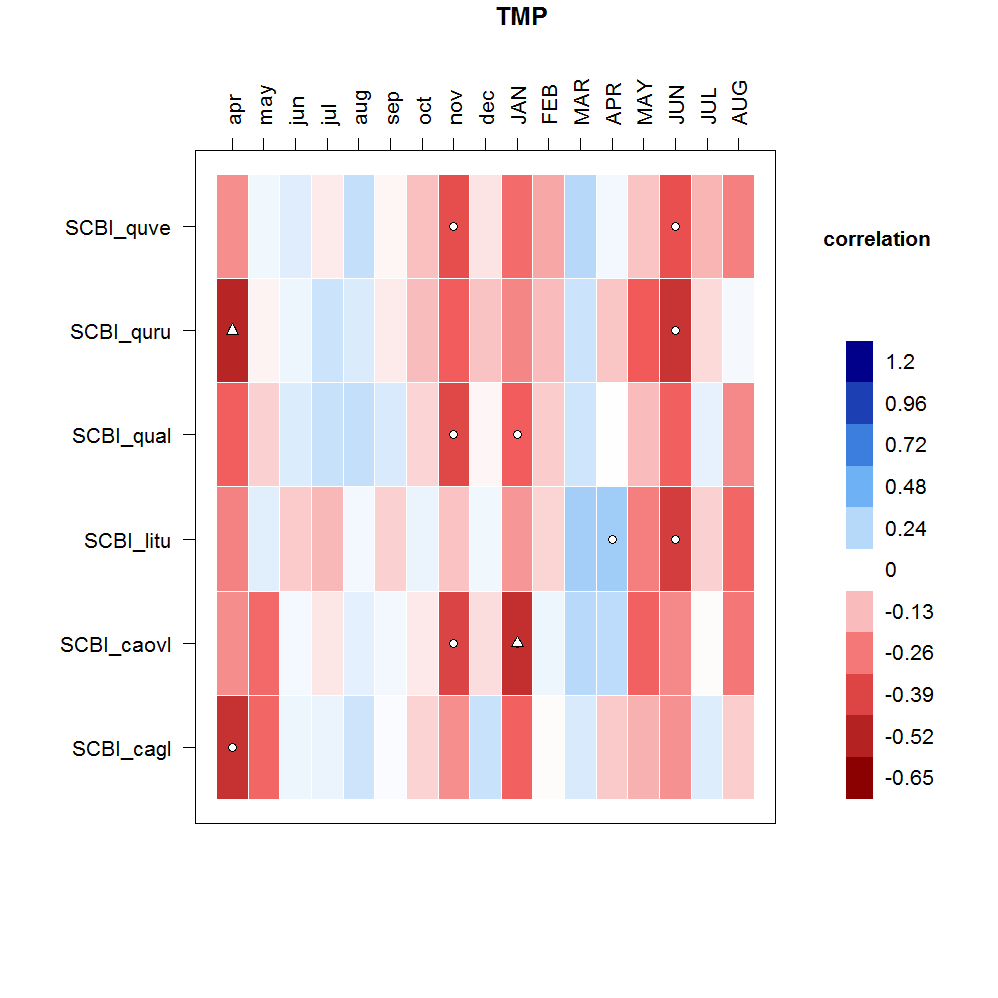 TMP
apr may jun jul aug sep oct nov dec JAN FEB MAR APR MAY JUN JUL AUG
SCBI_quve
SCBI_quru
SCBI_qual
SCBI_litu
SCBI_caovl
SCBI_cagl
correlation
1.2
0.96
0.72
0.48
0.24
0
-0.13
-0.26
-0.39
-0.52
-0.65